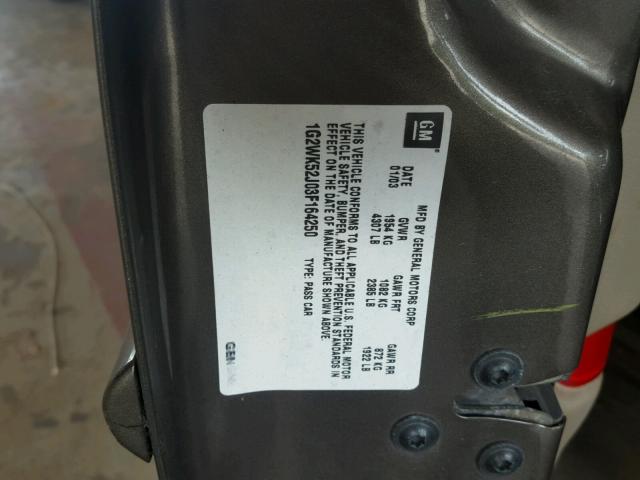 GM
MFD BY GENERAL MOTORS CORP
DATE GVWR GAWR FRT GAWR RR
01/03 1954 KG 1082 KG 872 KG
4307 LB 2385 LB 1922 LB
THIS VEHICLE CONFORMS TO ALL APPLICABLE U.S. FEDERAL MOTOR
VEHICLE SAFETY, BUMPER, AND THEFT PREVENTION STANDARDS IN
EFFECT ON THE DATE OF MANUFACTURE SHOWN ABOVE.
1G2WK52J03F164250 TYPE: PASS CAR